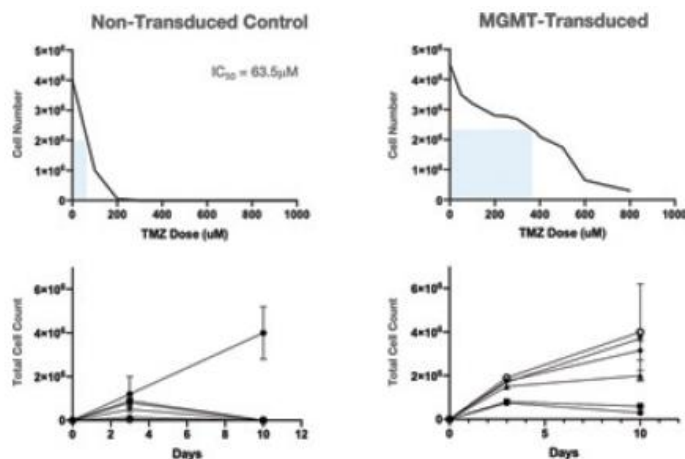 Non-Transduced Control
MGMT-Transduced
5×10⁶
4×10⁶
3×10⁶
2×10⁶
1×10⁶
0
Cell Number
IC₅₀ = 63.5μM
0 200 400 600 800 1000
TMZ Dose (uM)
5×10⁶
4×10⁶
3×10⁶
2×10⁶
1×10⁶
0
Cell Number
0 200 400 600 800 1000
TMZ Dose (uM)
6×10⁶
4×10⁶
2×10⁶
0
Total Cell Count
0 2 4 6 8 10 12
Days
6×10⁶
4×10⁶
2×10⁶
0
Total Cell Count
0 5 10
Days